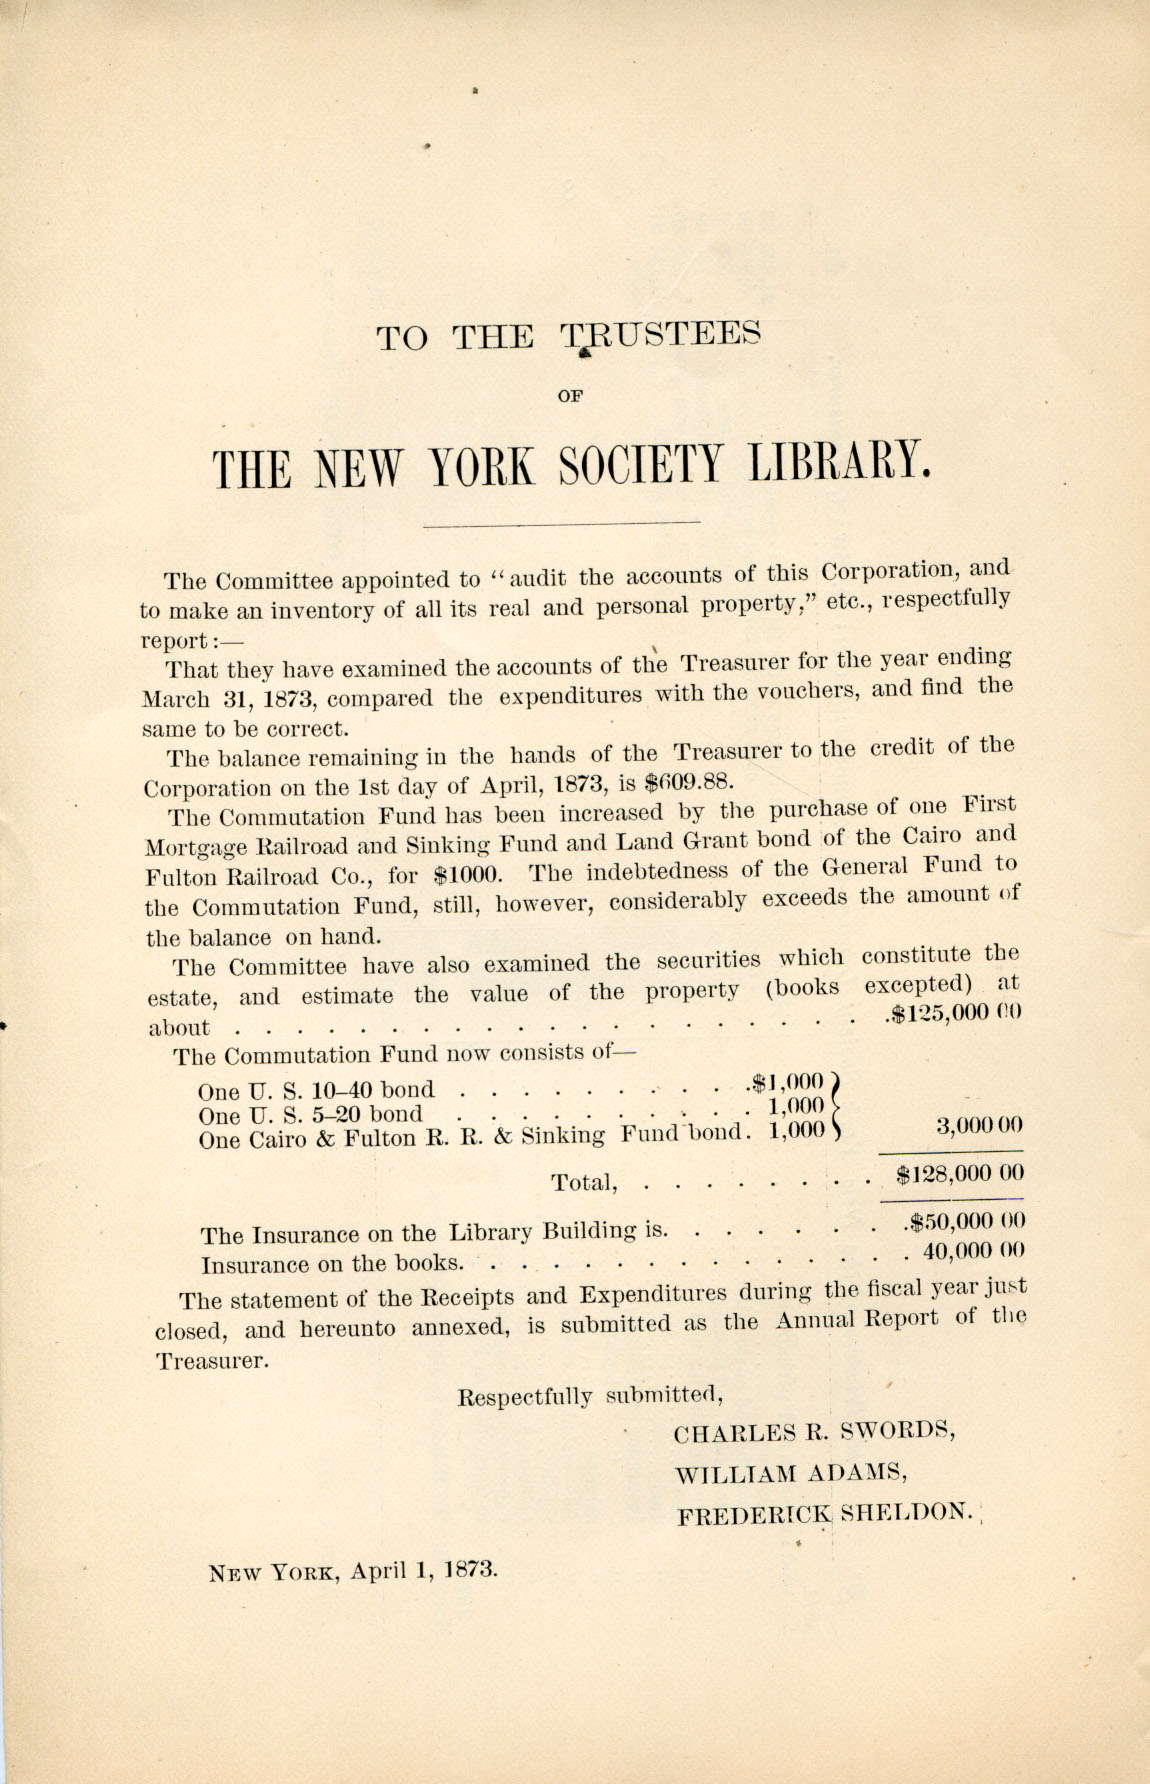 TO THE TRUSTEES
OF
THE NEW YORK SOCIETY LIBRARY.
The Committee appointed to “audit the accounts of this Corporation, and
to make an inventory of all its real and personal property,” etc., respectfully
report:—
That they have examined the accounts of the Treasurer for the year ending
March 31, 1873, compared the expenditures with the vouchers, and find the
same to be correct.
The balance remaining in the hands of the Treasurer to the credit of the
Corporation on the 1st day of April, 1873, is $609.88.
The Commutation Fund has been increased by the purchase of one First
Mortgage Railroad and Sinking Fund and Land Grant bond of the Cairo and
Fulton Railroad Co., for $1000. The indebtedness of the General Fund to
the Commutation Fund, still, however, considerably exceeds the amount of
the balance on hand.
The Committee have also examined the securities which constitute the
estate, and estimate the value of the property (books excepted) at
about . . . . . . . . . . . . . . . . . . . . . .$125,000 00
The Commutation Fund now consists of—
One U. S. 10–40 bond . . . . . . . . . .$1,000
One U. S. 5–20 bond . . . . . . . . . . 1,000
One Cairo & Fulton R. R. & Sinking Fund bond. 1,000 3,000 00
Total, . . . . . . . . $128,000 00
The Insurance on the Library Building is. . . . . . . . .$50,000 00
Insurance on the books. . . . . . . . . . . . . . . 40,000 00
The statement of the Receipts and Expenditures during the fiscal year just
closed, and hereunto annexed, is submitted as the Annual Report of the
Treasurer.
Respectfully submitted,
CHARLES R. SWORDS,
WILLIAM ADAMS,
FREDERICK SHELDON.
NEW YORK, April 1, 1873.